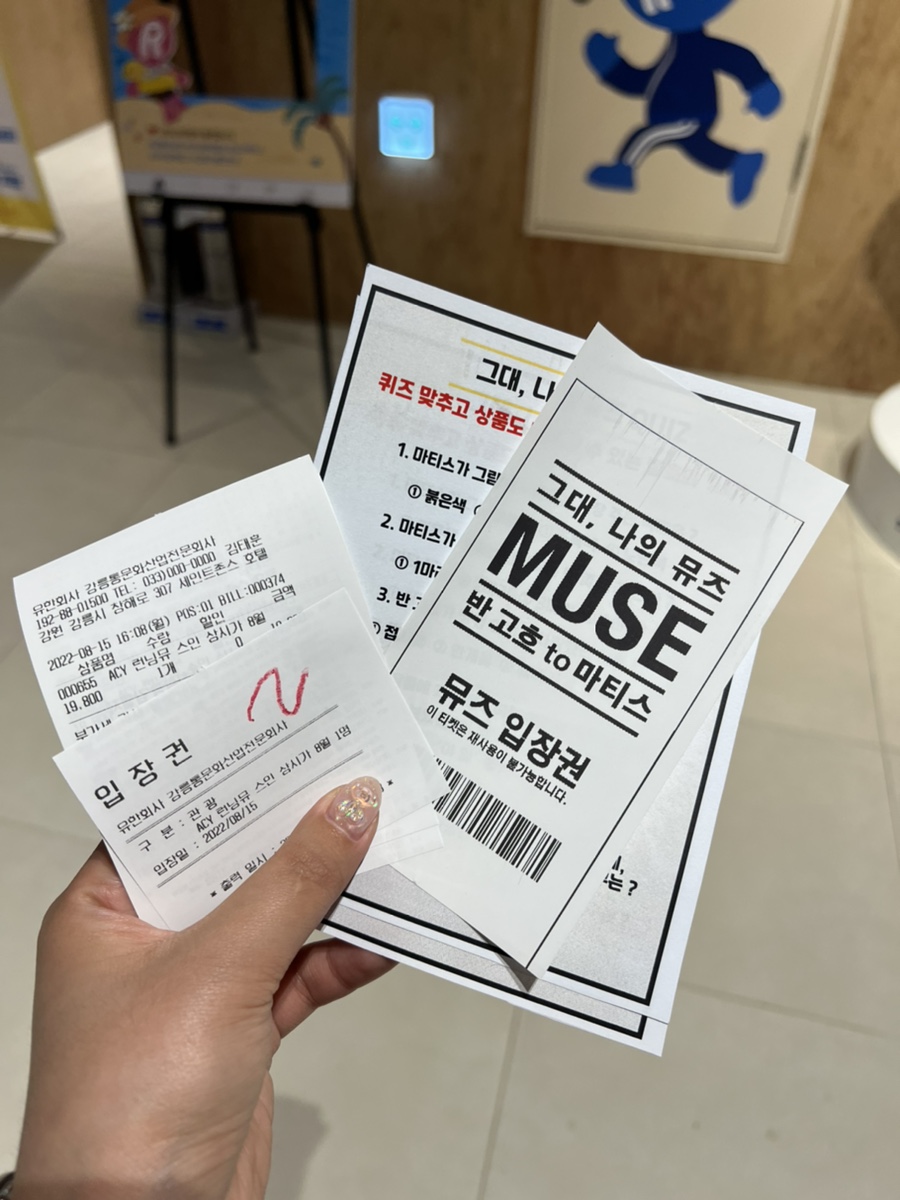 유한회사 강릉통문화산업전문회사
192-88-01500 TEL: 033)000-0000 김태운
강원 강릉시 창해로 307 세인트존스 호텔
2022-08-15 16:08(월) POS:01 BILL:000374
상품명 수량 할인 금액
000655 ACY 런닝뮤 스인 상시가 8월
1개 0
19,800
입장권
유한회사 강릉통문화산업전문회사
구 분 : 관 광
ACY 런닝뮤 스인 상시가 8월 1명
입장일 : 2022/08/15
* 출력 일시 :
그대, 나
퀴즈 맞추고 상품도
1. 마티스가 그림
① 붉은색
2. 마티스가
① 1마
3. 반 고
① 접
는?
그대, 나의 뮤즈
MUSE
반 고흐 to 마티스
뮤즈 입장권
이 티켓은 재사용이 불가능합니다.
R